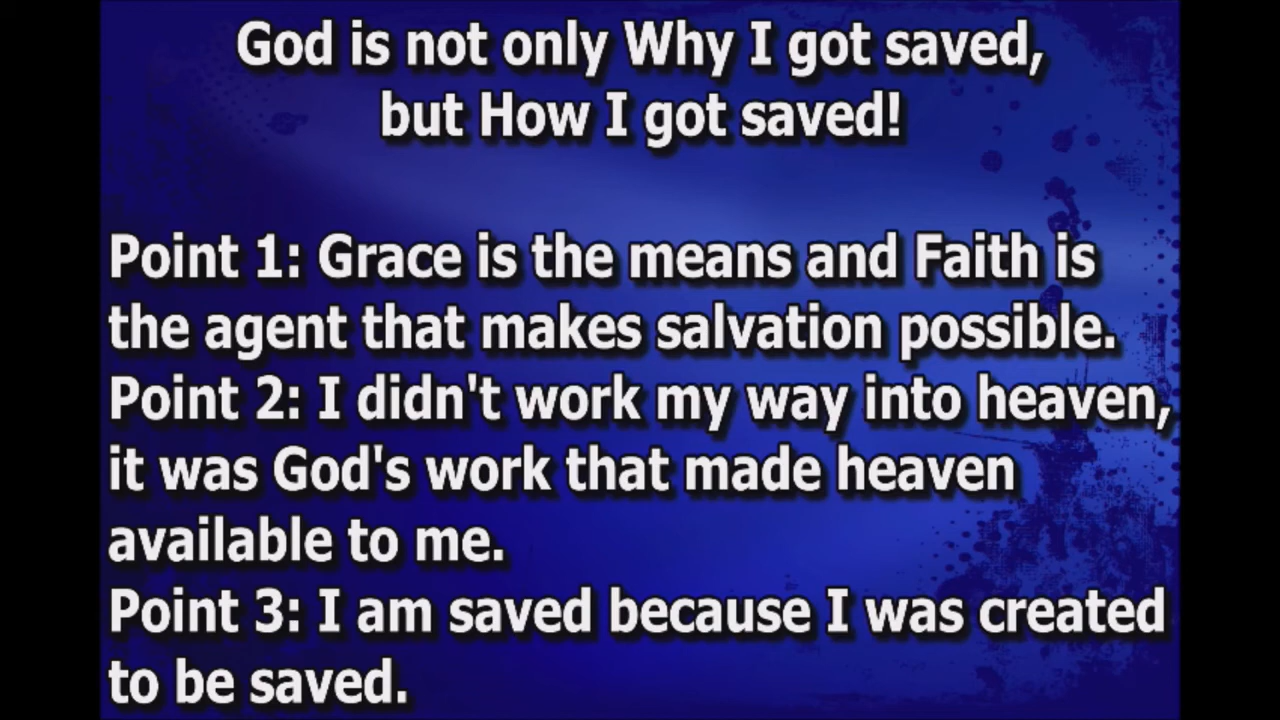 God is not only Why I got saved,
but How I got saved!
Point 1: Grace is the means and Faith is
the agent that makes salvation possible.
Point 2: I didn't work my way into heaven,
it was God's work that made heaven
available to me.
Point 3: I am saved because I was created
to be saved.